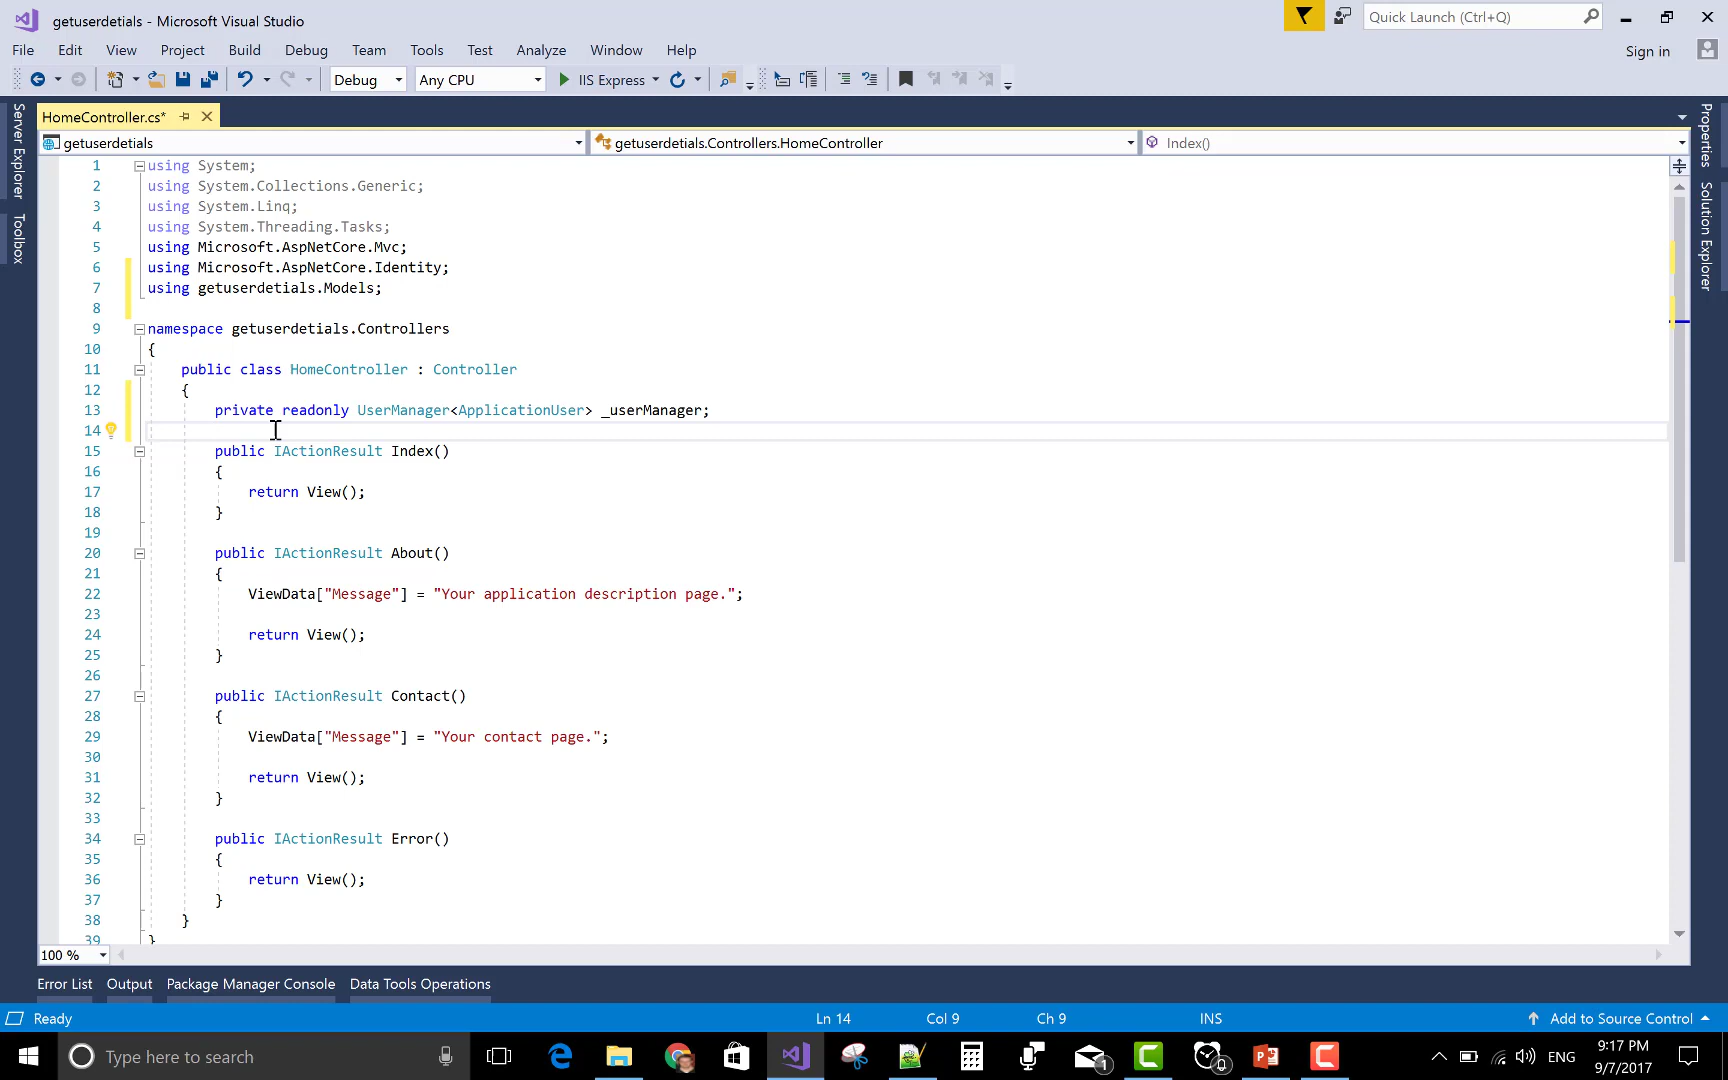 getuserdetials - Microsoft Visual Studio
Quick Launch (Ctrl+Q)
File Edit View Project Build Debug Team Tools Test Analyze Window Help
Sign in
Debug Any CPU IIS Express
Server Explorer
Toolbox
HomeController.cs*
getuserdetials getuserdetials.Controllers.HomeController Index()
Properties
Solution Explorer
1 using System;
2 using System.Collections.Generic;
3 using System.Linq;
4 using System.Threading.Tasks;
5 using Microsoft.AspNetCore.Mvc;
6 using Microsoft.AspNetCore.Identity;
7 using getuserdetials.Models;
8
9 namespace getuserdetials.Controllers
10 {
11 public class HomeController : Controller
12 {
13 private readonly UserManager<ApplicationUser> _userManager;
14
15 public IActionResult Index()
16 {
17 return View();
18 }
19
20 public IActionResult About()
21 {
22 ViewData["Message"] = "Your application description page.";
23
24 return View();
25 }
26
27 public IActionResult Contact()
28 {
29 ViewData["Message"] = "Your contact page.";
30
31 return View();
32 }
33
34 public IActionResult Error()
35 {
36 return View();
37 }
38 }
39 }
100 %
Error List Output Package Manager Console Data Tools Operations
Ready Ln 14 Col 9 Ch 9 INS Add to Source Control
Type here to search
1
0
ENG
9:17 PM
9/7/2017